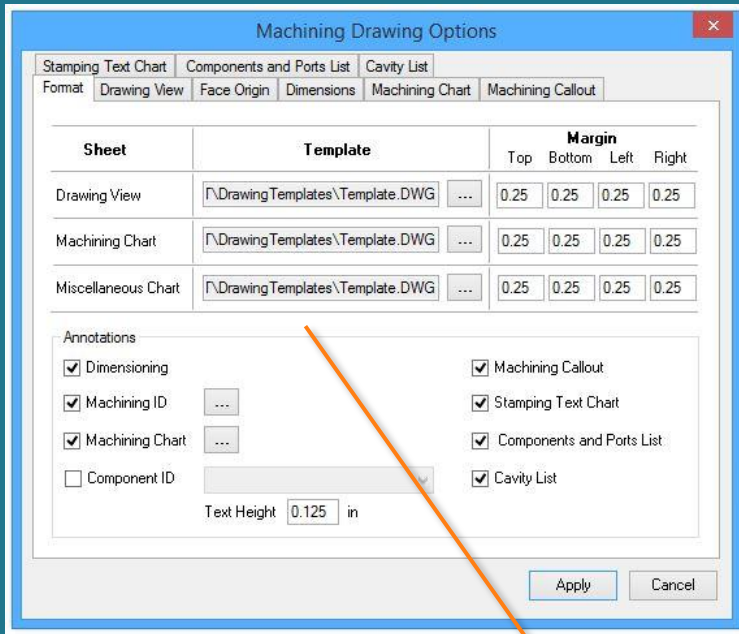 Machining Drawing Options
Stamping Text Chart Components and Ports List Cavity List
Format Drawing View Face Origin Dimensions Machining Chart Machining Callout
Sheet Template Margin
Top Bottom Left Right
Drawing View Γ\DrawingTemplates\Template.DWG ... 0.25 0.25 0.25 0.25
Machining Chart Γ\DrawingTemplates\Template.DWG ... 0.25 0.25 0.25 0.25
Miscellaneous Chart Γ\DrawingTemplates\Template.DWG ... 0.25 0.25 0.25 0.25
Annotations
Dimensioning Machining Callout
Machining ID ... Stamping Text Chart
Machining Chart ... Components and Ports List
Component ID Cavity List
Text Height 0.125 in
Apply Cancel